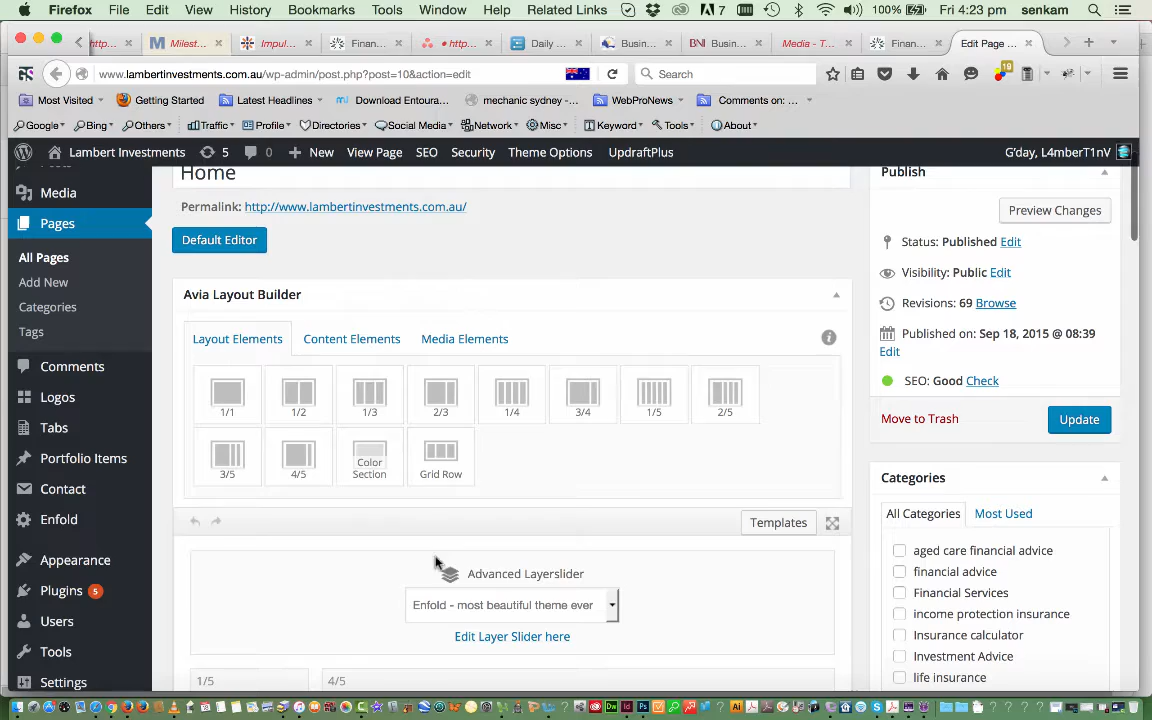 Firefox File Edit View History Bookmarks Tools Window Help Related Links 7 100% Fri 4:23 pm senkam
http... Milest... Impul... Finan... http... Daily... Busin... BNI Busin... Media - T... Finan... Edit Page ...
www.lambertinvestments.com.au/wp-admin/post.php?post=10&action=edit Search 19
Most Visited Getting Started Latest Headlines Download Entoura... mechanic sydney -... WebProNews Comments on: ...
Google Bing Others Traffic Profile Directories Social Media Network Misc Keyword Tools About
Lambert Investments 5 0 New View Page SEO Security Theme Options UpdraftPlus G'day, L4mberT1nV
Media
Pages
All Pages
Add New
Categories
Tags
Comments
Logos
Tabs
Portfolio Items
Contact
Enfold
Appearance
Plugins 5
Users
Tools
Settings
Home
Permalink: http://www.lambertinvestments.com.au/
Default Editor
Avia Layout Builder
Layout Elements Content Elements Media Elements
1/1 1/2 1/3 2/3 1/4 3/4 1/5 2/5
3/5 4/5 Color Section Grid Row
Templates
Advanced Layerslider
Enfold - most beautiful theme ever
Edit Layer Slider here
1/5 4/5
Publish
Preview Changes
Status: Published Edit
Visibility: Public Edit
Revisions: 69 Browse
Published on: Sep 18, 2015 @ 08:39
Edit
SEO: Good Check
Move to Trash Update
Categories
All Categories Most Used
aged care financial advice
financial advice
Financial Services
income protection insurance
Insurance calculator
Investment Advice
life insurance